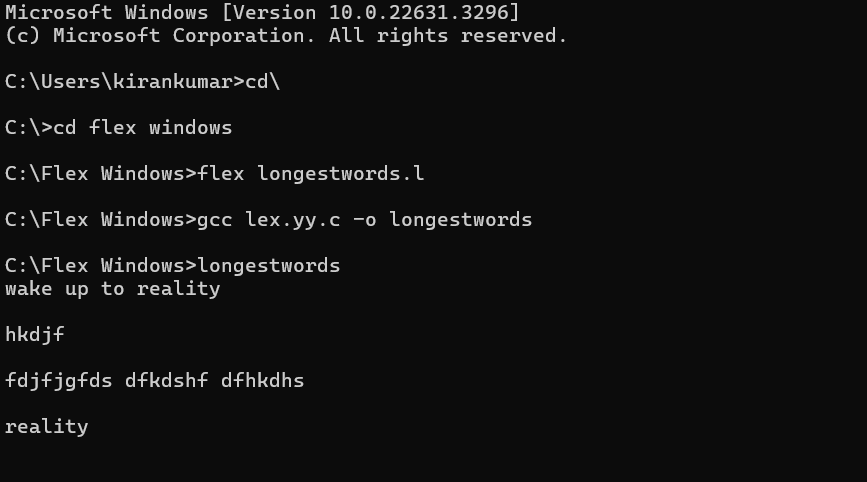 Microsoft Windows [Version 10.0.22631.3296]
(c) Microsoft Corporation. All rights reserved.
C:\Users\kirankumar>cd\
C:\>cd flex windows
C:\Flex Windows>flex longestwords.l
C:\Flex Windows>gcc lex.yy.c -o longestwords
C:\Flex Windows>longestwords
wake up to reality
hkdjf
fdjfjgfds dfkdshf dfhkdhs
reality